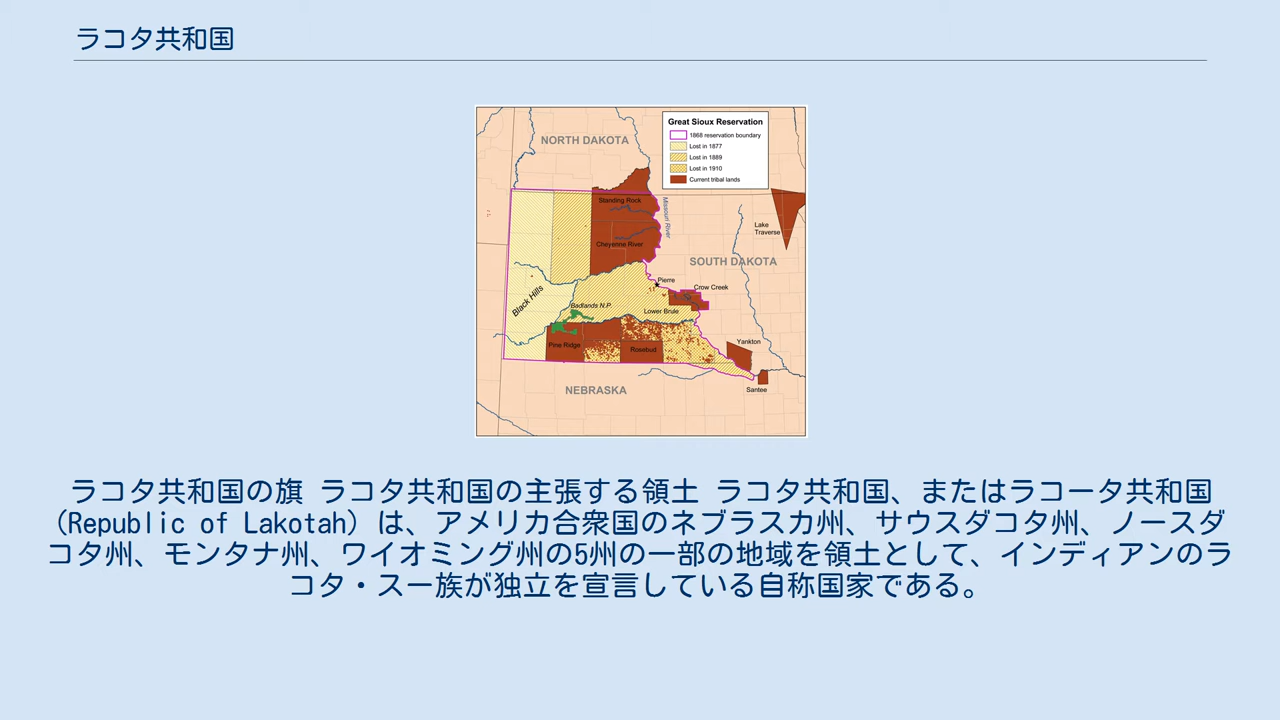 ラコタ共和国
Great Sioux Reservation
1868 reservation boundary
Lost in 1877
Lost in 1889
Lost in 1910
Current tribal lands
NORTH DAKOTA
Standing Rock
Missouri River
Lake
Traverse
Cheyenne River
SOUTH DAKOTA
Pierre
Crow Creek
Black Hills
Badlands N.P.
Lower Brule
Pine Ridge
Rosebud
Yankton
NEBRASKA
Santee
ラコタ共和国の旗 ラコタ共和国の主張する領土 ラコタ共和国、またはラコータ共和国
(Republic of Lakotah) は、アメリカ合衆国のネブラスカ州、サウスダコタ州、ノースダ
コタ州、モンタナ州、ワイオミング州の5州の一部の地域を領土として、インディアンのラ
コタ・スー族が独立を宣言している自称国家である。